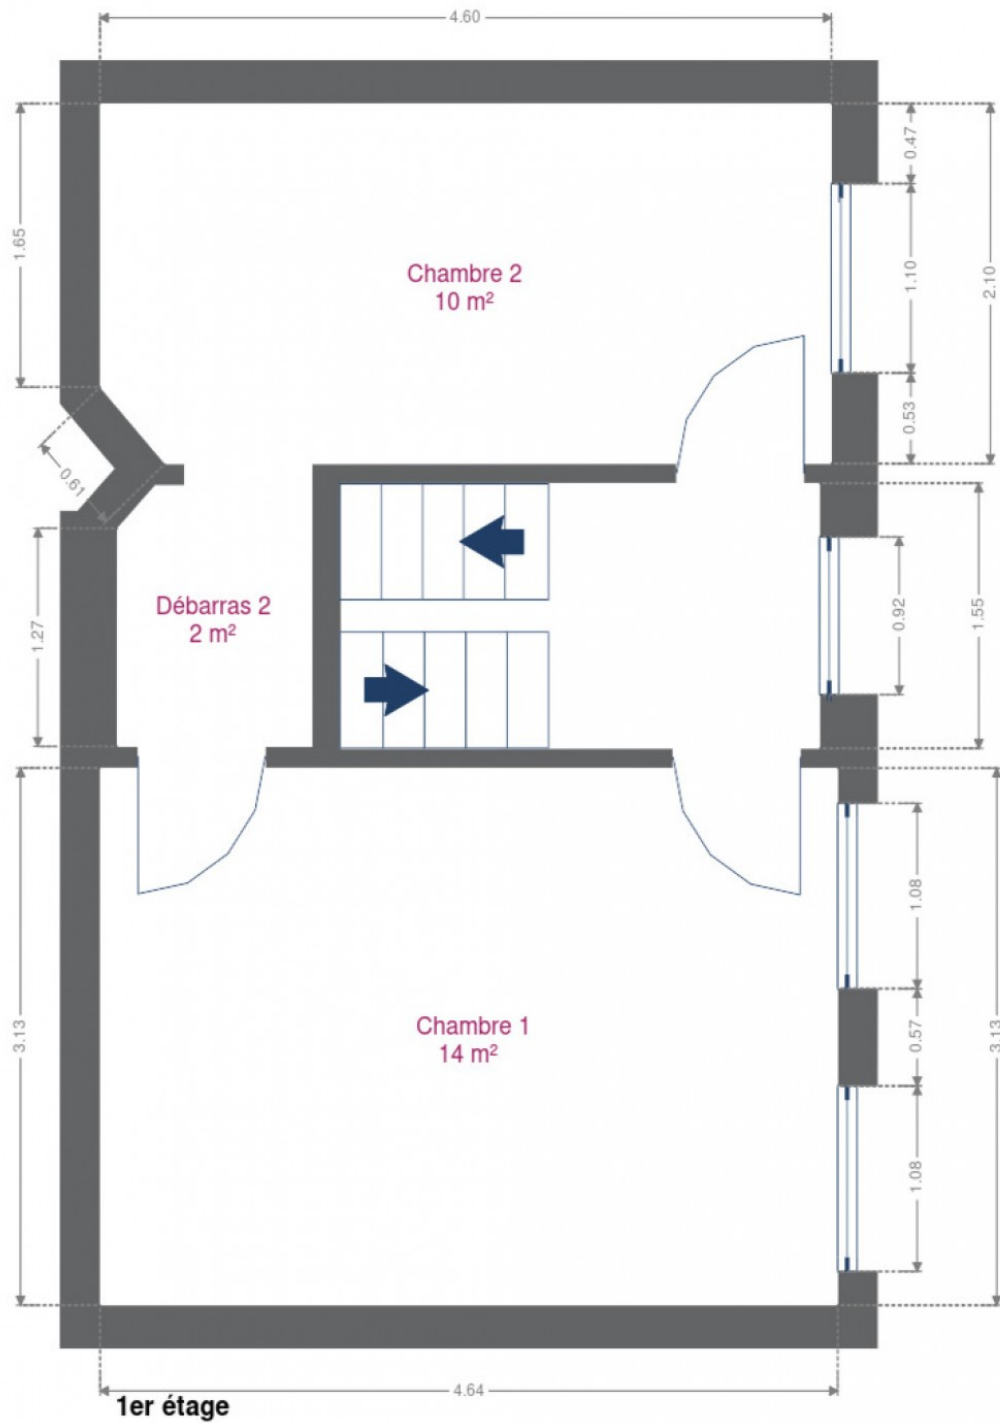 4.60
0.47
1.65
1.10
2.10
Chambre 2
10 m²
0.53
0.61
Débarras 2
2 m²
1.27
0.92
1.55
1.08
3.13
Chambre 1
14 m²
0.57
3.13
1.08
4.64
1er étage